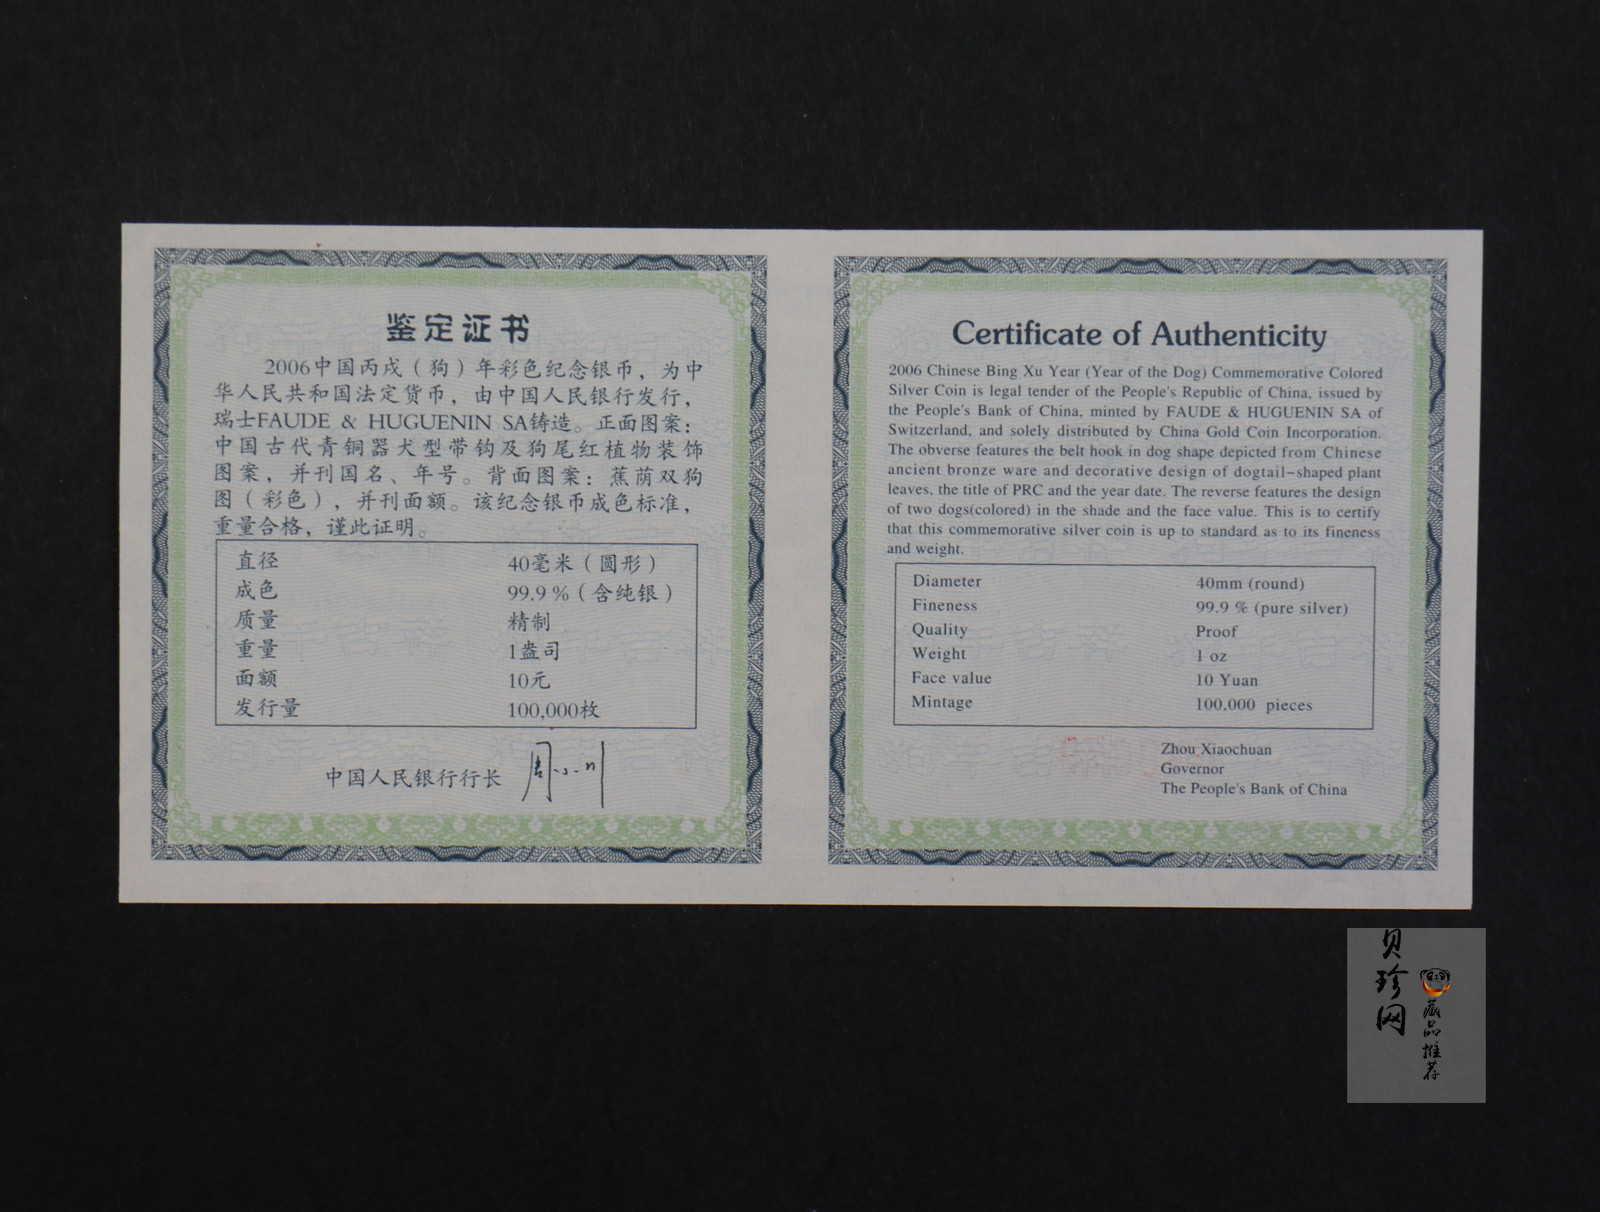 鉴定证书
2006中国丙戌（狗）年彩色纪念银币，为中
华人民共和国法定货币，由中国人民银行发行，
瑞士FAUDE & HUGUENIN SA铸造。正面图案：
中国古代青铜器犬型带钩及狗尾红植物装饰
图案，并刊国名、年号。背面图案：蕉荫双狗
图（彩色），并刊面额。该纪念银币成色标准，
重量合格，谨此证明。
直径 40毫米（圆形）
成色 99.9 %（含纯银）
质量 精制
重量 1盎司
面额 10元
发行量 100,000枚
中国人民银行行长 周小川
Certificate of Authenticity
2006 Chinese Bing Xu Year (Year of the Dog) Commemorative Colored
Silver Coin is legal tender of the People's Republic of China, issued by
the People's Bank of China, minted by FAUDE & HUGUENIN SA of
Switzerland, and solely distributed by China Gold Coin Incorporation.
The obverse features the belt hook in dog shape depicted from Chinese
ancient bronze ware and decorative design of dogtail-shaped plant
leaves, the title of PRC and the year date. The reverse features the design
of two dogs(colored) in the shade and the face value. This is to certify
that this commemorative silver coin is up to standard as to its fineness
and weight.
Diameter 40mm (round)
Fineness 99.9 % (pure silver)
Quality Proof
Weight 1 oz
Face value 10 Yuan
Mintage 100,000 pieces
Zhou Xiaochuan
Governor
The People's Bank of China
贝珍网
藏品推荐